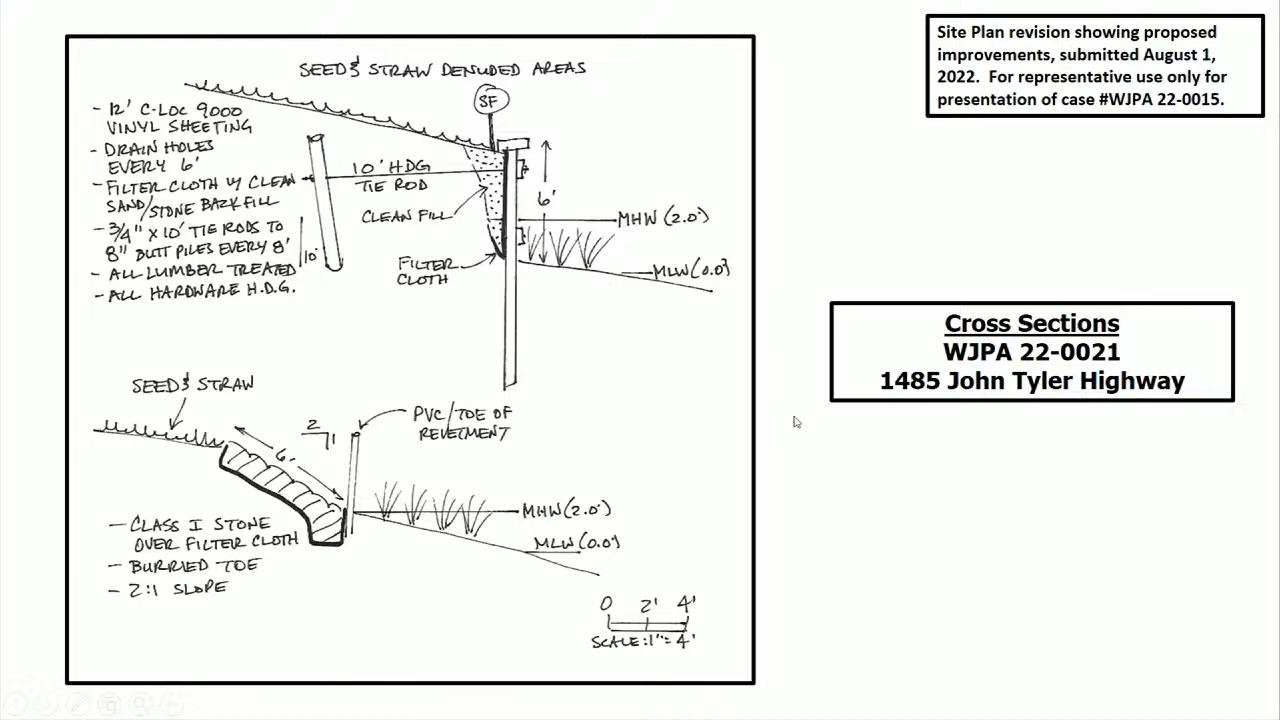 Site Plan revision showing proposed
improvements, submitted August 1,
2022. For representative use only for
presentation of case #WJPA 22-0015.
SEED & STRAW DENUDED AREAS
SF
- 12' C-LOC 9000
VINYL SHEETING
- DRAIN HOLES
EVERY 6'
- FILTER CLOTH W/ CLEAN
SAND/STONE BACKFILL
- 3/4" X 10' TIE RODS TO
8" BUTT PILES EVERY 8'
- ALL LUMBER TREATED
- ALL HARDWARE H.D.G.
10'
10' HDG
TIE ROD
CLEAN FILL
FILTER
CLOTH
6'
MHW (2.0')
MLW (0.0')
Cross Sections
WJPA 22-0021
1485 John Tyler Highway
SEED & STRAW
2
1
6'
PVC/TOE OF
REVETMENT
MHW (2.0')
MLW (0.0')
- CLASS I STONE
OVER FILTER CLOTH
- BURRIED TOE
- 2:1 SLOPE
0 2' 4'
SCALE: 1" = 4'